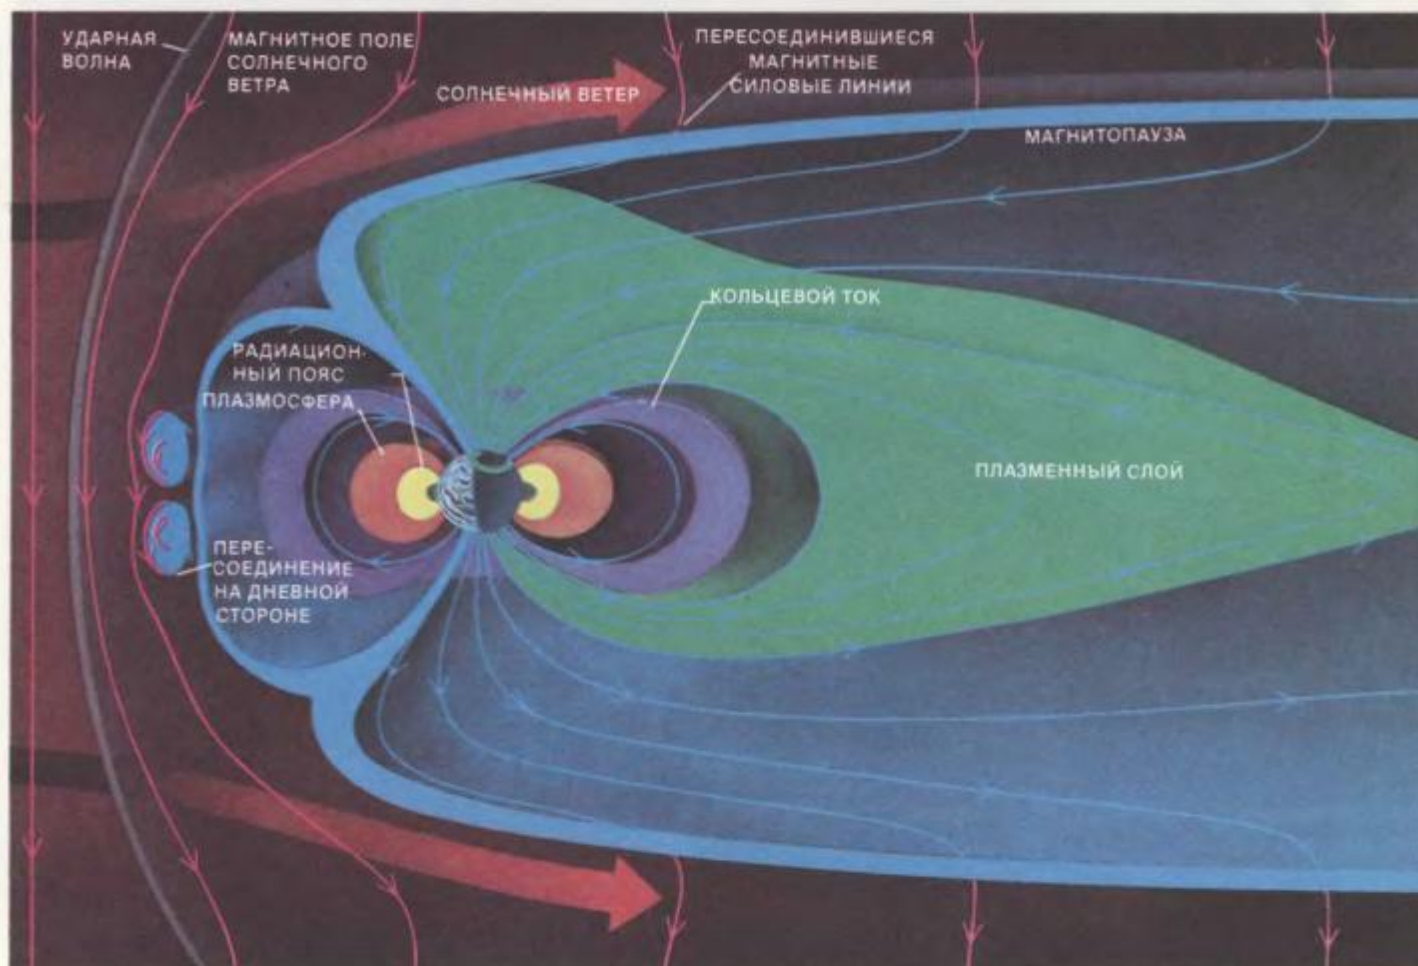 УДАРНАЯ
ВОЛНА
МАГНИТНОЕ ПОЛЕ
СОЛНЕЧНОГО
ВЕТРА
СОЛНЕЧНЫЙ ВЕТЕР
ПЕРЕСОЕДИНИВШИЕСЯ
МАГНИТНЫЕ
СИЛОВЫЕ ЛИНИИ
МАГНИТОПАУЗА
КОЛЬЦЕВОЙ ТОК
РАДИАЦИОН-
НЫЙ ПОЯС
ПЛАЗМОСФЕРА
ПЛАЗМЕННЫЙ СЛОЙ
ПЕРЕ-
СОЕДИНЕНИЕ
НА ДНЕВНОЙ
СТОРОНЕ